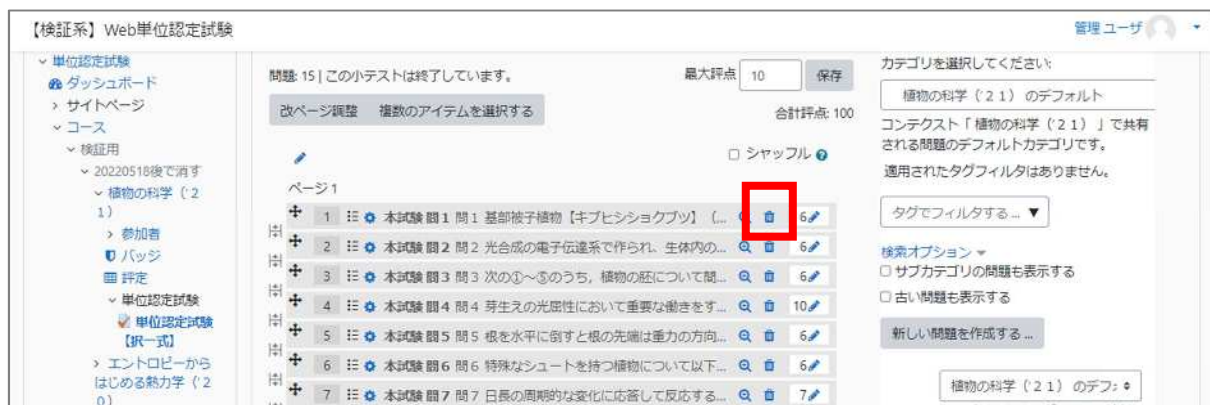 【検証系】Web単位認定試験
管理 ユーザ
単位認定試験
ダッシュボード
サイトページ
コース
検証用
20220518後で消す
植物の科学（'2
1）
参加者
バッジ
評定
単位認定試験
単位認定試験
【択一式】
エントロピーから
はじめる熱力学（'2
0）
問題: 15 | この小テストは終了しています。
最大評点 10 保存
改ページ調整 複数のアイテムを選択する
合計評点: 100
シャッフル
ページ 1
1 本試験 問1 問1 基部被子植物【キブヒシショクブツ】（... 6
2 本試験 問2 問2 光合成の電子伝達系で作られ、生体内の... 6
3 本試験 問3 問3 次の①～⑤のうち，植物の胚について間... 6
4 本試験 問4 問4 芽生えの光屈性において重要な働きをす... 10
5 本試験 問5 問5 根を水平に倒すと根の先端は重力の方向... 6
6 本試験 問6 問6 特殊なシュートを持つ植物について以下... 6
7 本試験 問7 問7 日長の周期的な変化に応答して反応する... 7
カテゴリを選択してください:
植物の科学（'２１）のデフォルト
コンテクスト「 植物の科学（'２１）」で共有
される問題のデフォルトカテゴリです。
適用されたタグフィルタはありません。
タグでフィルタする ... ▼
検索オプション
サブカテゴリの問題も表示する
古い問題も表示する
新しい問題を作成する ...
植物の科学（'２１）のデフォ